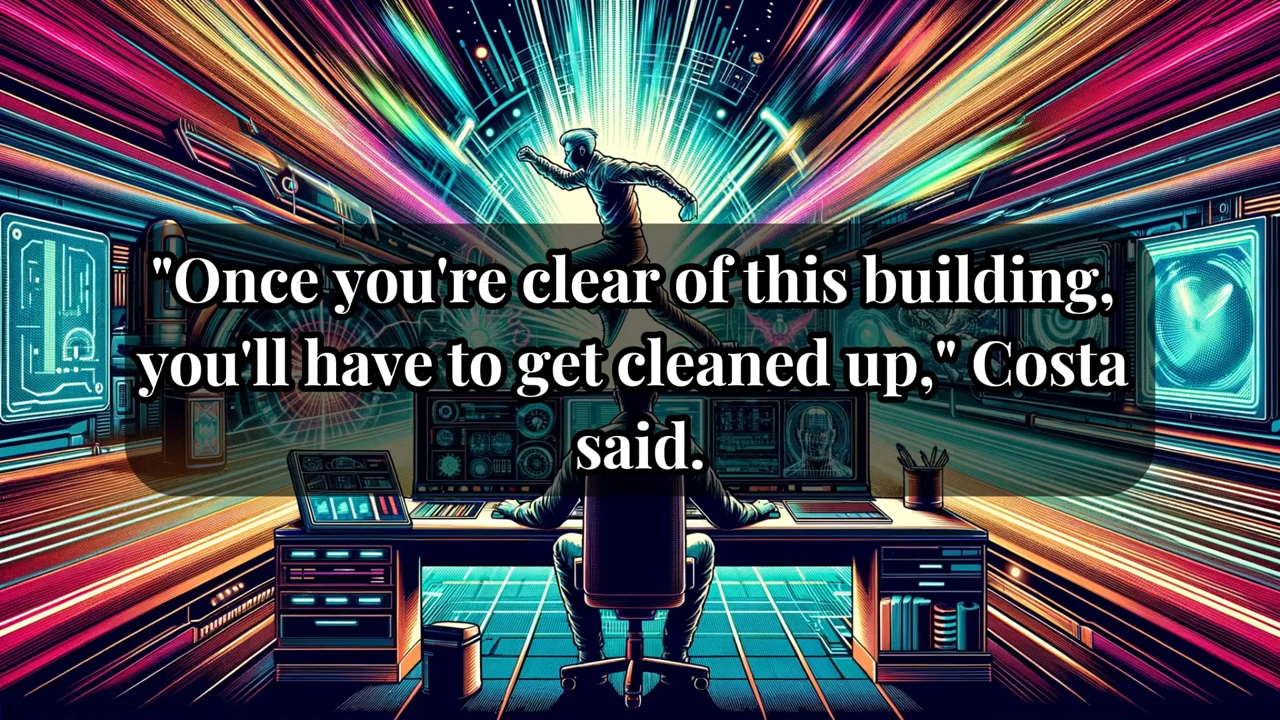 "Once you're clear of this building,
you'll have to get cleaned up," Costa
said.